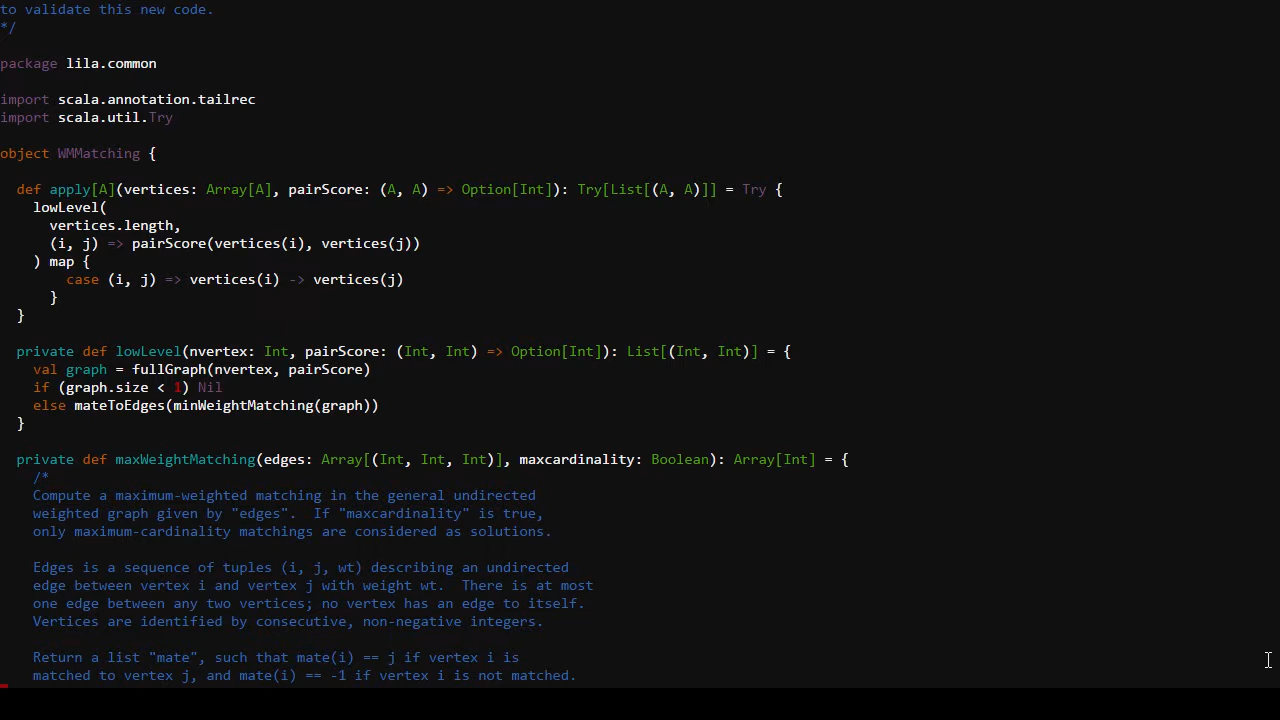 to validate this new code.
*/
package lila.common
import scala.annotation.tailrec
import scala.util.Try
object WMMatching {
def apply[A](vertices: Array[A], pairScore: (A, A) => Option[Int]): Try[List[(A, A)]] = Try {
lowLevel(
vertices.length,
(i, j) => pairScore(vertices(i), vertices(j))
) map {
case (i, j) => vertices(i) -> vertices(j)
}
}
private def lowLevel(nvertex: Int, pairScore: (Int, Int) => Option[Int]): List[(Int, Int)] = {
val graph = fullGraph(nvertex, pairScore)
if (graph.size < 1) Nil
else mateToEdges(minWeightMatching(graph))
}
private def maxWeightMatching(edges: Array[(Int, Int, Int)], maxcardinality: Boolean): Array[Int] = {
/*
Compute a maximum-weighted matching in the general undirected
weighted graph given by "edges".  If "maxcardinality" is true,
only maximum-cardinality matchings are considered as solutions.
Edges is a sequence of tuples (i, j, wt) describing an undirected
edge between vertex i and vertex j with weight wt.  There is at most
one edge between any two vertices; no vertex has an edge to itself.
Vertices are identified by consecutive, non-negative integers.
Return a list "mate", such that mate(i) == j if vertex i is
matched to vertex j, and mate(i) == -1 if vertex i is not matched.